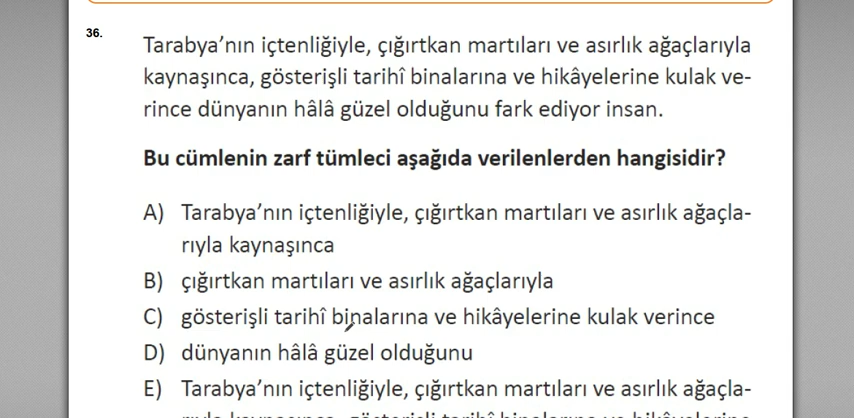 36.
Tarabya’nın içtenliğiyle, çığırtkan martıları ve asırlık ağaçlarıyla
kaynaşınca, gösterişli tarihî binalarına ve hikâyelerine kulak ve-
rince dünyanın hâlâ güzel olduğunu fark ediyor insan.
Bu cümlenin zarf tümleci aşağıda verilenlerden hangisidir?
A) Tarabya’nın içtenliğiyle, çığırtkan martıları ve asırlık ağaçla-
rıyla kaynaşınca
B) çığırtkan martıları ve asırlık ağaçlarıyla
C) gösterişli tarihî binalarına ve hikâyelerine kulak verince
D) dünyanın hâlâ güzel olduğunu
E) Tarabya’nın içtenliğiyle, çığırtkan martıları ve asırlık ağaçla-